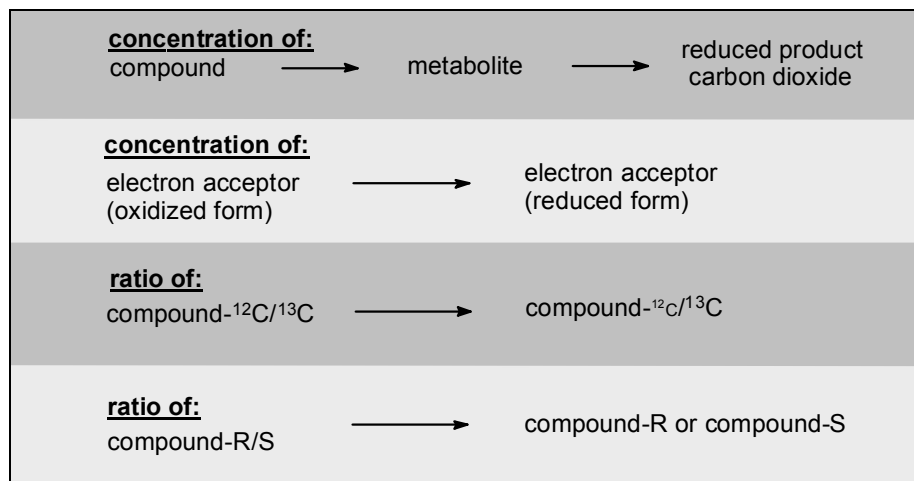 concentration of:
compound → metabolite → reduced product
carbon dioxide
concentration of:
electron acceptor → electron acceptor
(oxidized form) (reduced form)
ratio of:
compound-¹²C/¹³C → compound-¹²c/¹³C
ratio of:
compound-R/S → compound-R or compound-S